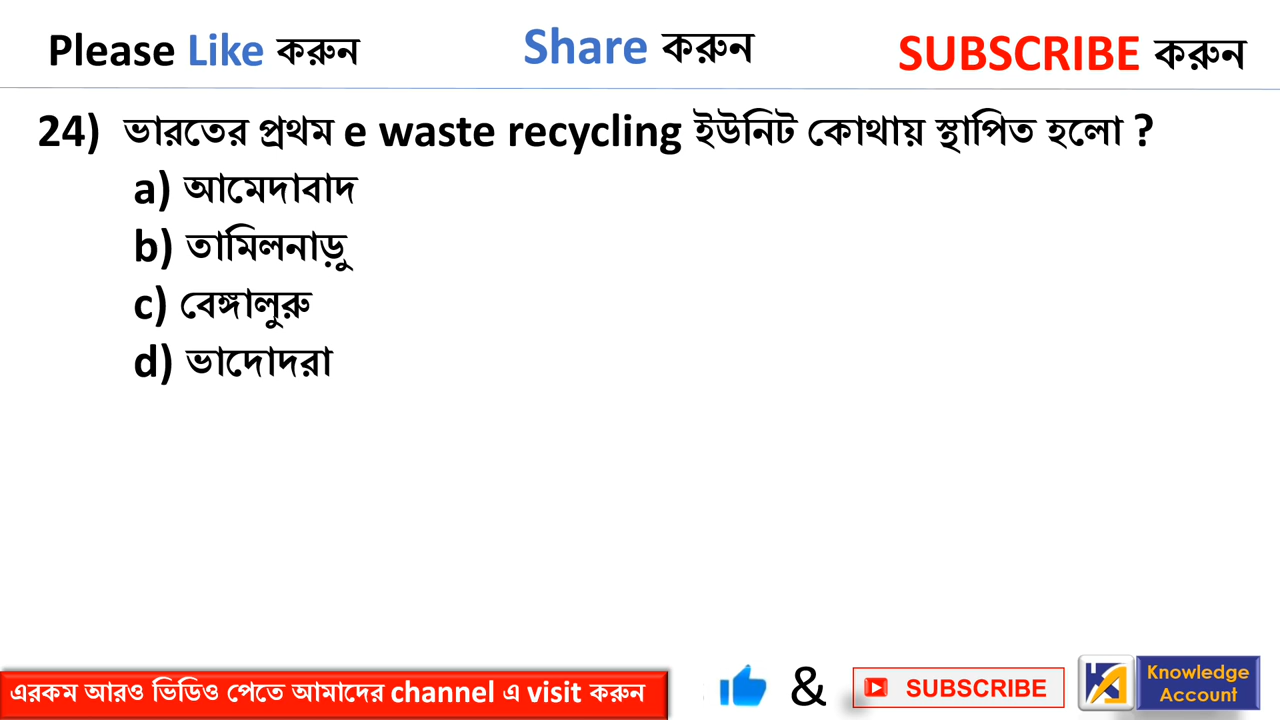 Please Like করুন Share করুন SUBSCRIBE করুন
24) ভারতের প্রথম e waste recycling ইউনিট কোথায় স্থাপিত হলো ?
a) আমেদাবাদ
b) তামিলনাড়ু
c) বেঙ্গালুরু
d) ভাদোদরা
এরকম আরও ভিডিও পেতে আমাদের channel এ visit করুন
& SUBSCRIBE
Knowledge
Account